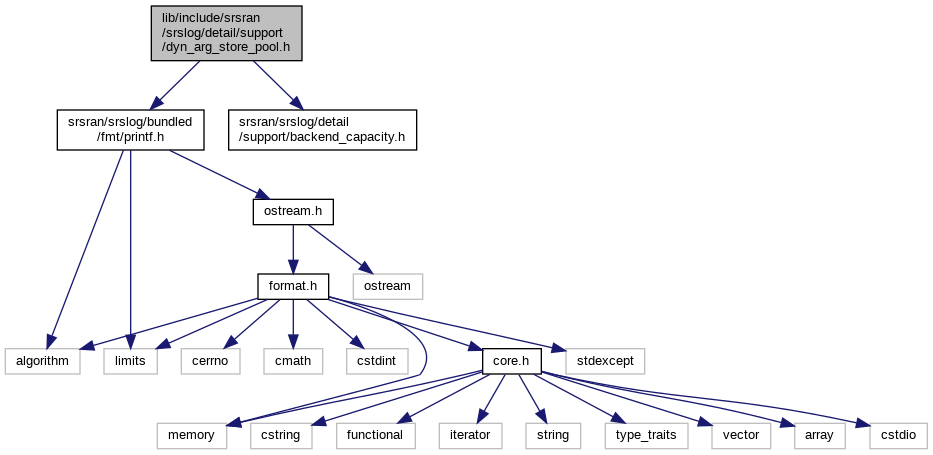 lib/include/srsran
/srslog/detail/support
/dyn_arg_store_pool.h
srsran/srslog/bundled
/fmt/printf.h
srsran/srslog/detail
/support/backend_capacity.h
ostream.h
format.h
ostream
algorithm
limits
cerrno
cmath
cstdint
core.h
stdexcept
memory
cstring
functional
iterator
string
type_traits
vector
array
cstdio